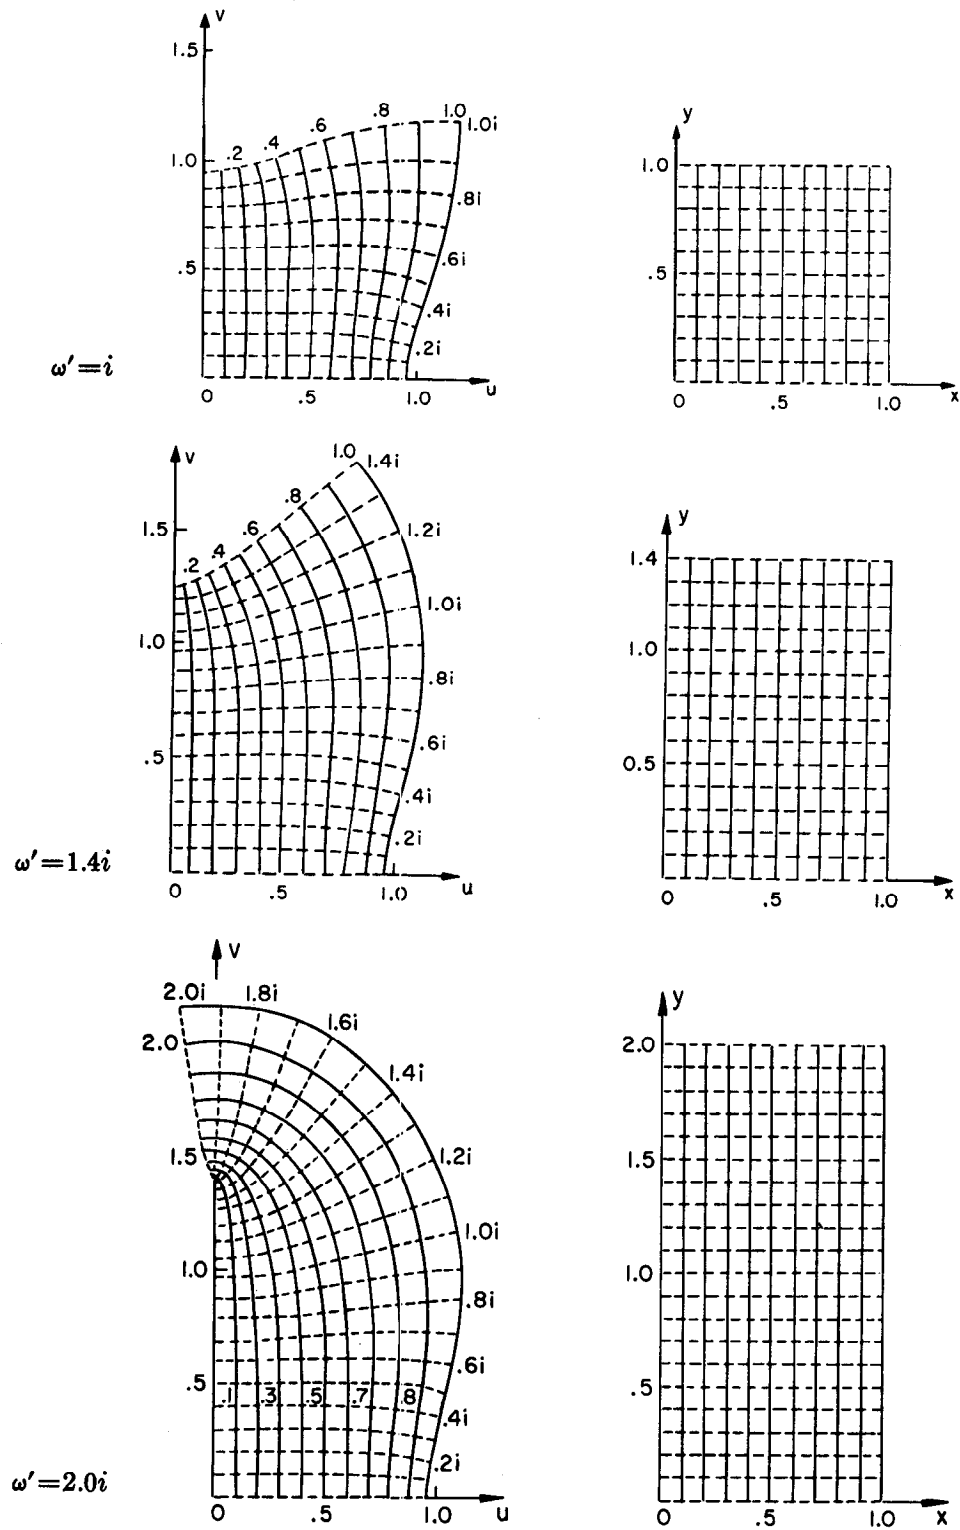 v
1.5
.8
1.0
.6
1.0i
.4
1.0
.2
.8i
.6i
.5
.4i
.2i
ω′=i
0
.5
1.0
u
y
1.0
.5
0
.5
1.0
x
v
1.0
1.4i
.8
1.5
.6
1.2i
.4
.2
1.0i
1.0
.8i
.6i
.5
.4i
.2i
ω′=1.4i
0
.5
1.0
u
y
1.4
1.0
0.5
0
.5
1.0
x
v
2.0i
1.8i
1.6i
2.0
1.4i
1.5
1.2i
1.0i
1.0
.8i
.6i
.5
.1
.3
.5
.7
.8
.4i
.2i
ω′=2.0i
0
.5
1.0
u
y
2.0
1.5
1.0
.5
0
.5
1.0
x